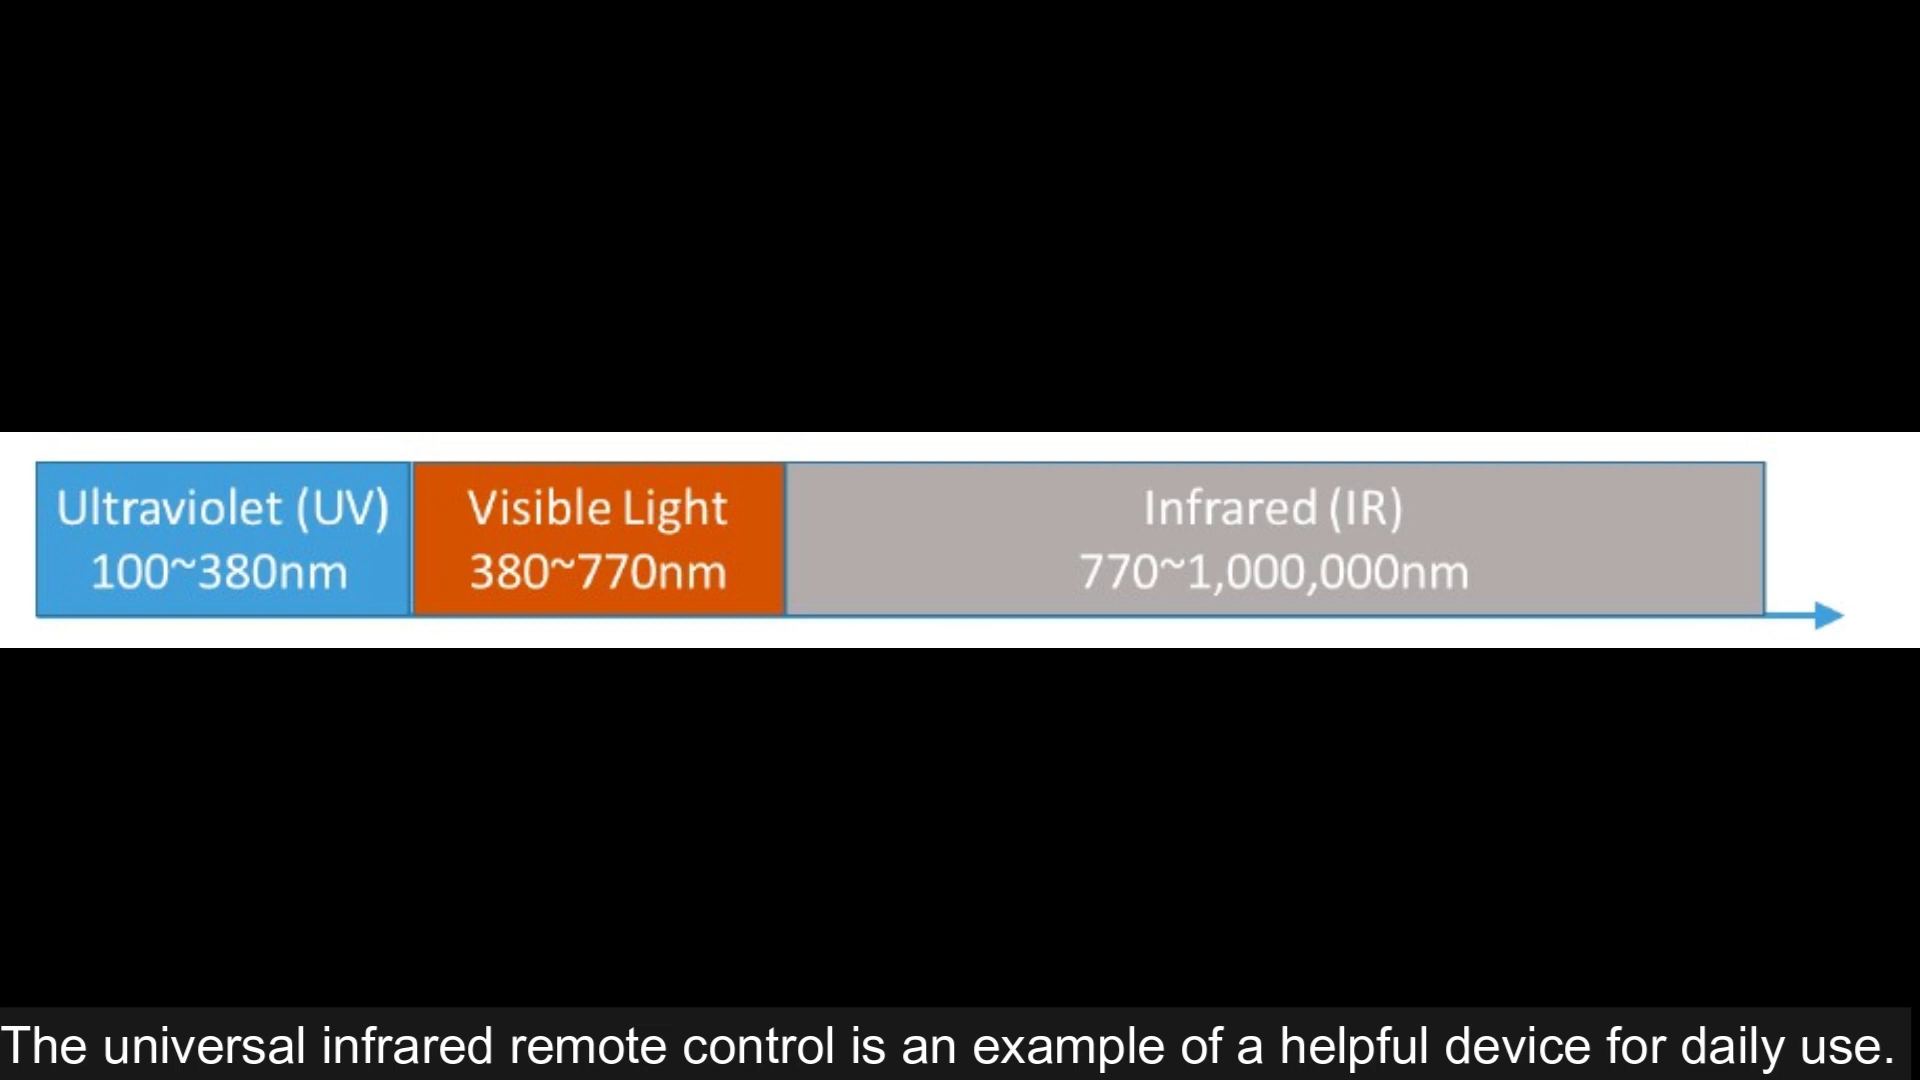 Ultraviolet (UV)
100~380nm
Visible Light
380~770nm
Infrared (IR)
770~1,000,000nm
The universal infrared remote control is an example of a helpful device for daily use.